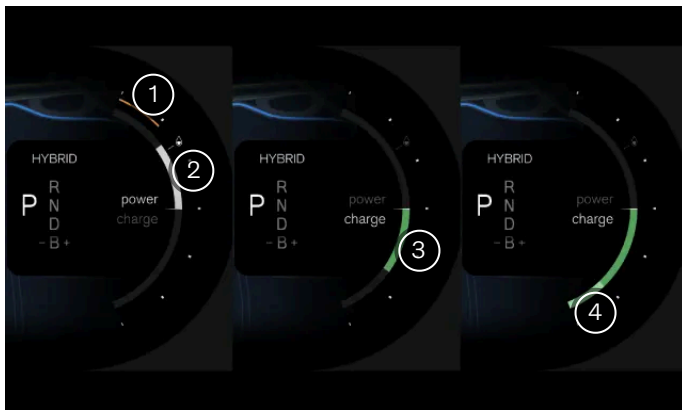 1
2
HYBRID
R
P N
D
- B +
power
charge
HYBRID
R
P N
D
- B +
power
charge
3
HYBRID
R
P N
D
- B +
power
charge
4